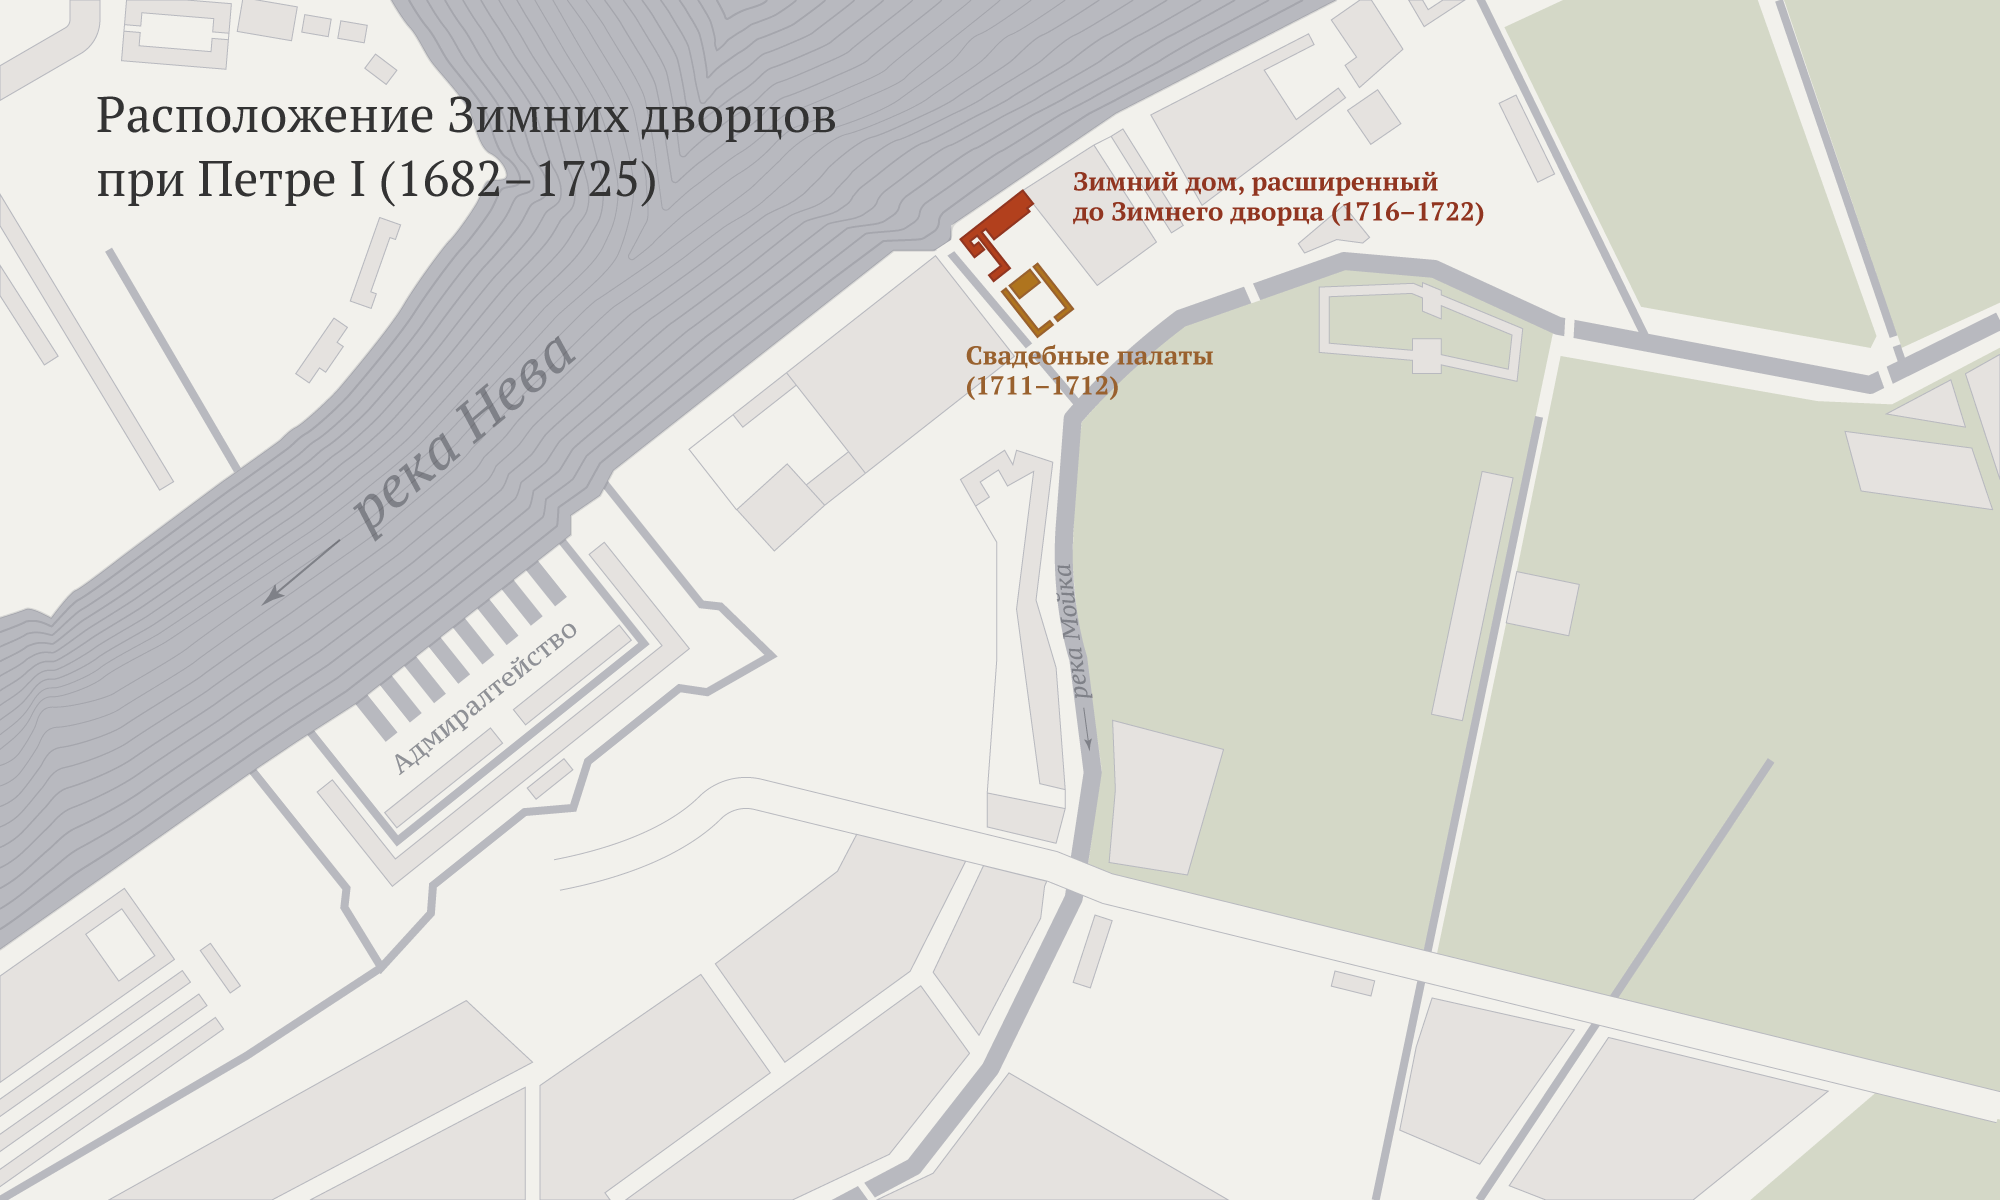 Расположение Зимних дворцов
при Петре I (1682–1725)
Зимний дом, расширенный
до Зимнего дворца (1716–1722)
Свадебные палаты
(1711–1712)
река Нева
Адмиралтейство
река Мойка